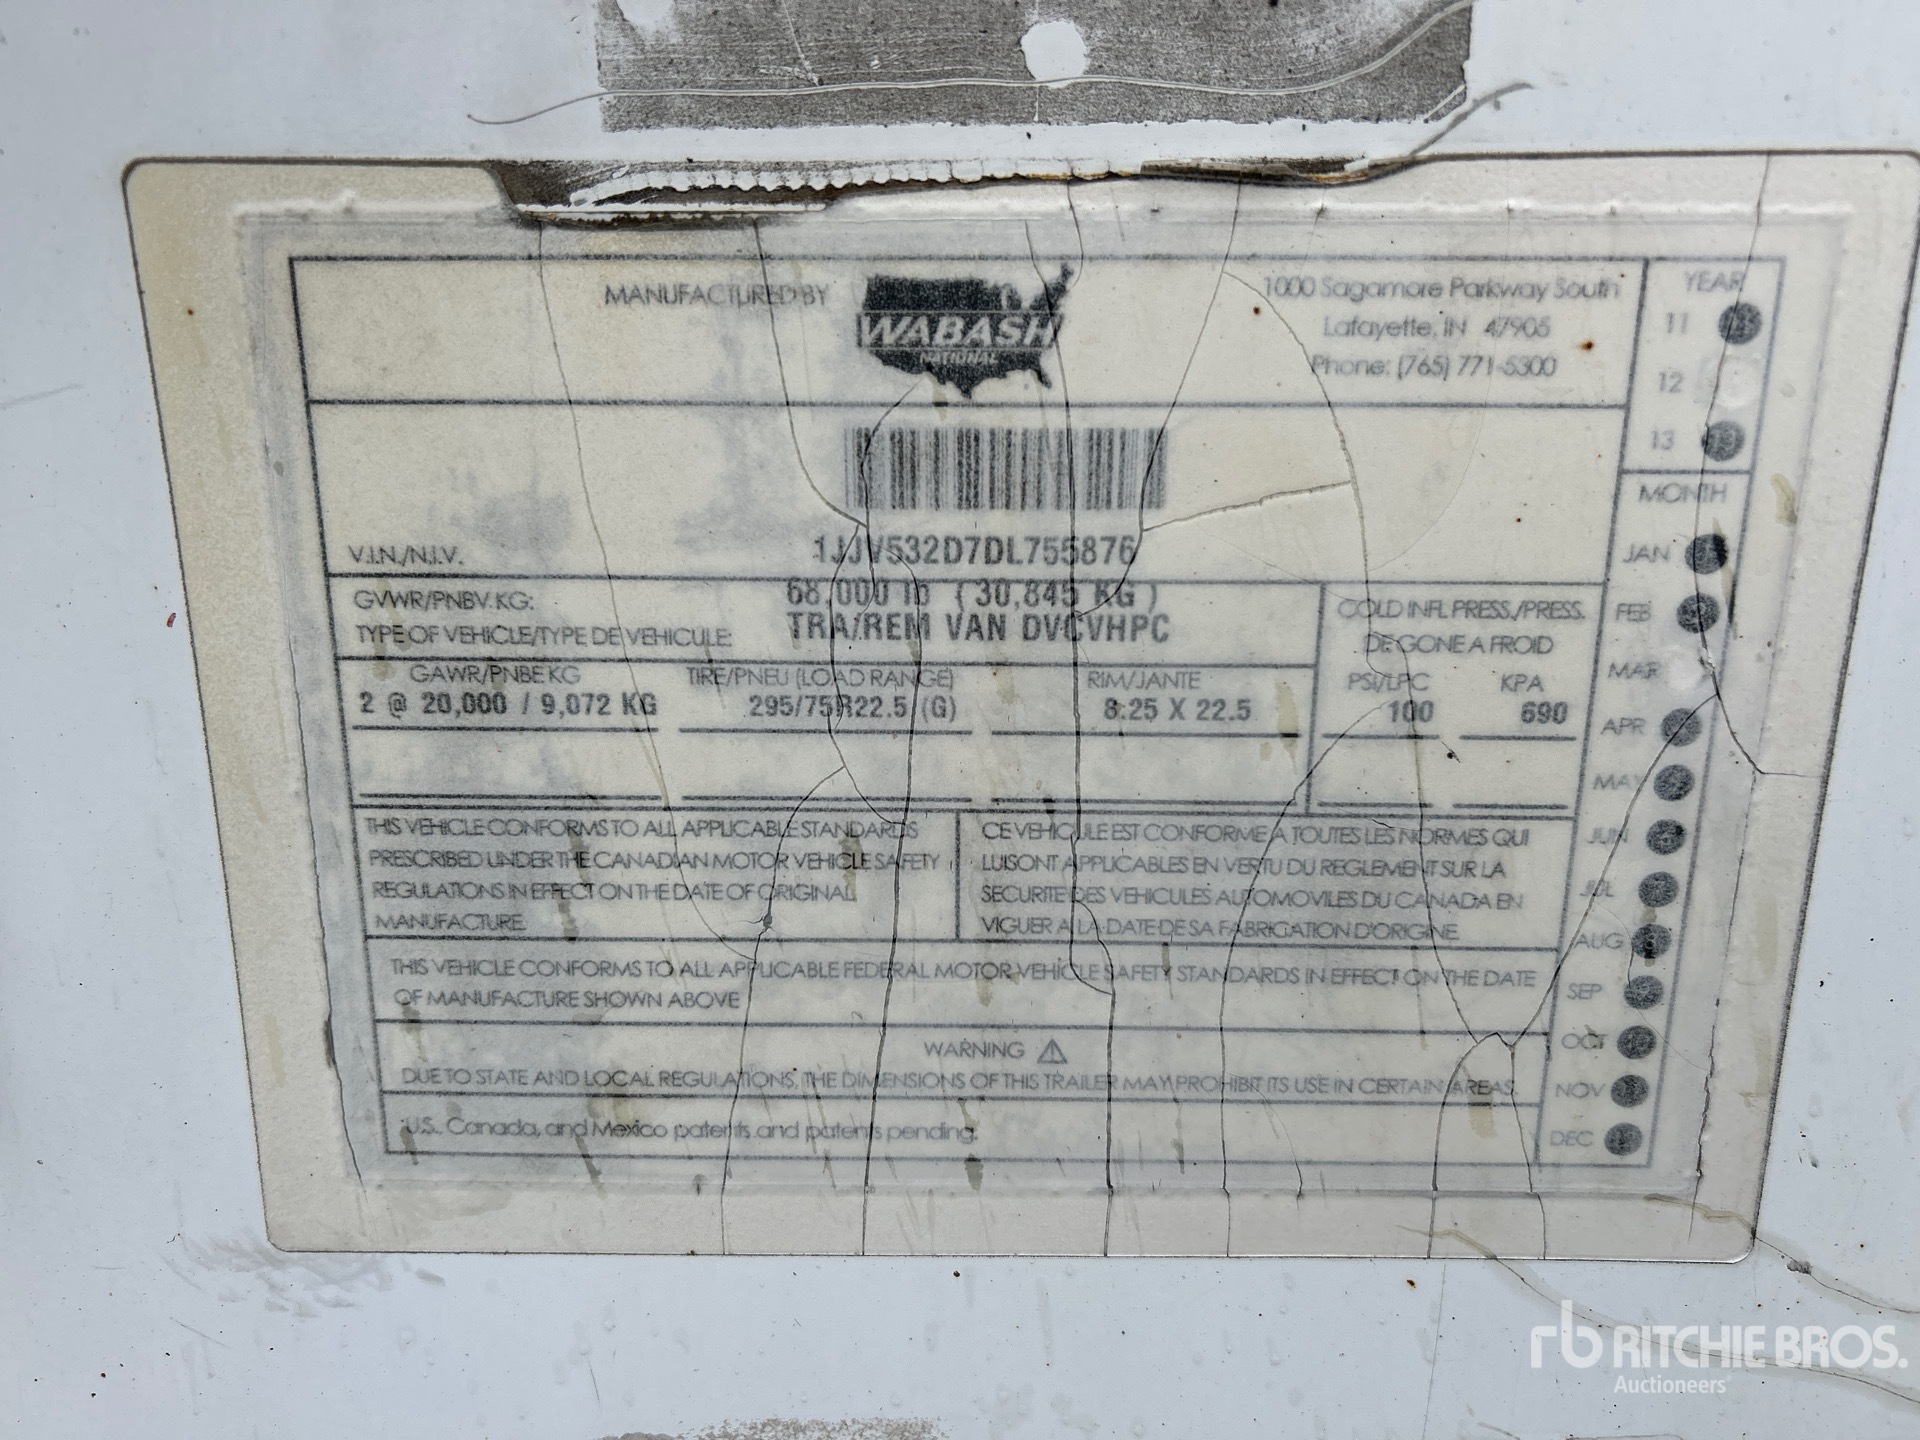 MANUFACTURED BY
WABASH
NATIONAL
1000 Sagamore Parkway South
Lafayette, IN 47905
Phone: (765) 771-5300
YEAR
11
12
13
MONTH
JAN
FEB
MAR
APR
MAY
JUN
JUL
AUG
SEP
OCT
NOV
DEC
V.I.N./N.I.V. 1JJV532D7DL755876
GVWR/PNBV KG: 68,000 lb (30,845 KG)
TYPE OF VEHICLE/TYPE DE VEHICULE: TRA/REM VAN DVCVHPC
COLD INFL PRESS./PRESS.
DE GONE A FROID
GAWR/PNBE KG TIRE/PNEU (LOAD RANGE) RIM/JANTE PSI/LPC KPA
2 @ 20,000 / 9,072 KG 295/75R22.5 (G) 8.25 X 22.5 100 690
THIS VEHICLE CONFORMS TO ALL APPLICABLE STANDARDS
PRESCRIBED UNDER THE CANADIAN MOTOR VEHICLE SAFETY
REGULATIONS IN EFFECT ON THE DATE OF ORIGINAL
MANUFACTURE
CE VEHICULE EST CONFORME A TOUTES LES NORMES QUI
LUI SONT APPLICABLES EN VERTU DU REGLEMENT SUR LA
SECURITE DES VEHICULES AUTOMOVILES DU CANADA EN
VIGUER A LA DATE DE SA FABRICATION D'ORIGINE
THIS VEHICLE CONFORMS TO ALL APPLICABLE FEDERAL MOTOR VEHICLE SAFETY STANDARDS IN EFFECT ON THE DATE
OF MANUFACTURE SHOWN ABOVE
WARNING
DUE TO STATE AND LOCAL REGULATIONS, THE DIMENSIONS OF THIS TRAILER MAY PROHIBIT ITS USE IN CERTAIN AREAS.
U.S., Canada, and Mexico patents and patents pending.
rb RITCHIE BROS.
Auctioneers